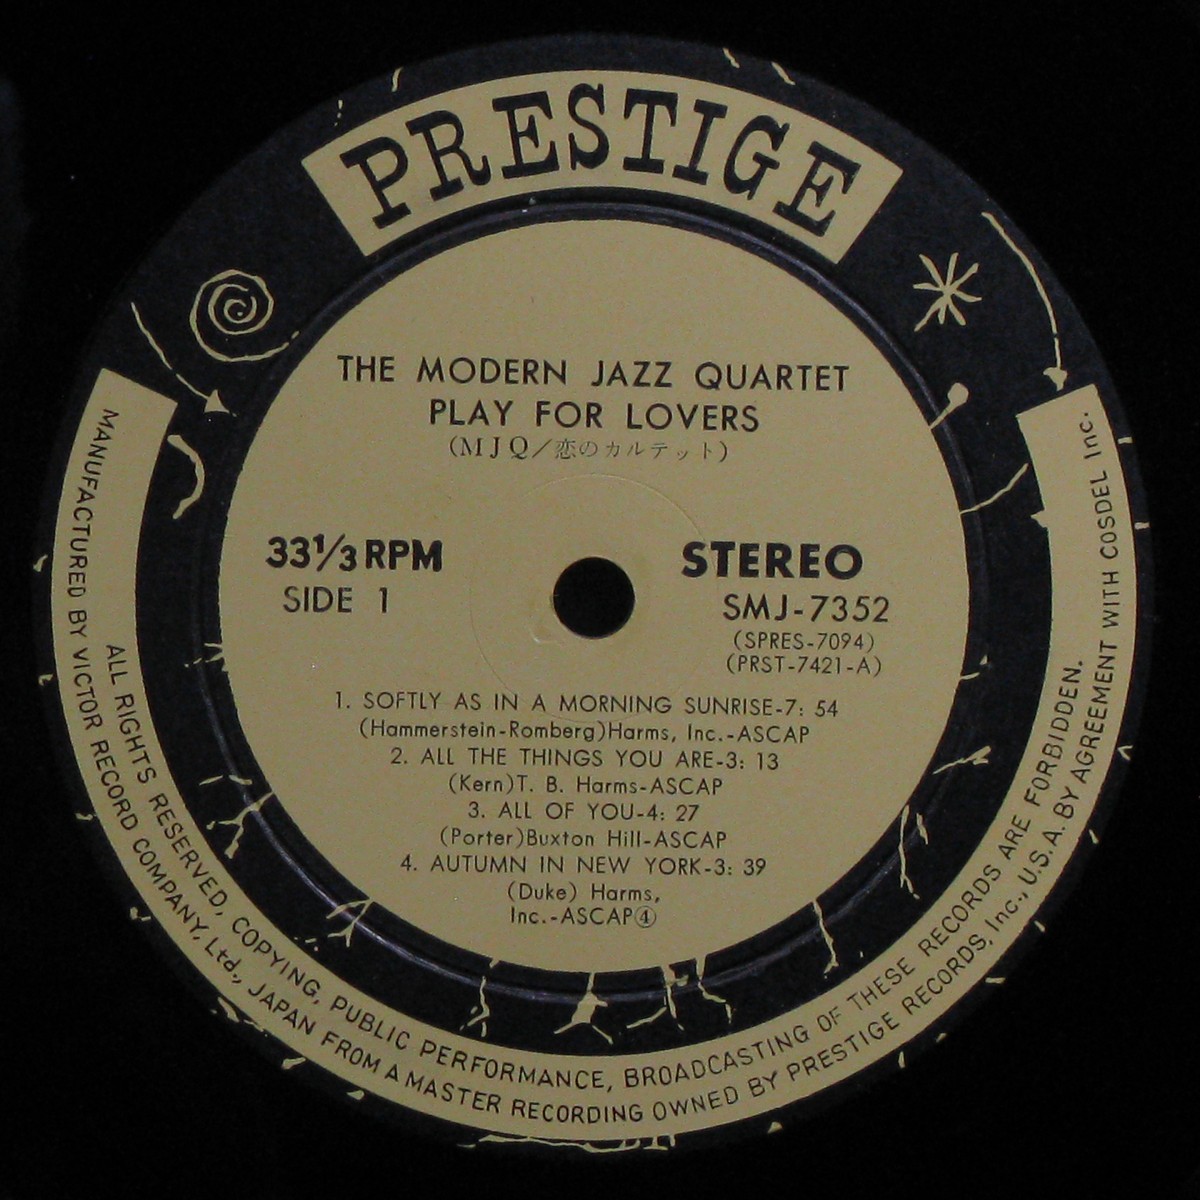 PRESTIGE
THE MODERN JAZZ QUARTET
PLAY FOR LOVERS
(MJQ/恋のカルテット)
33 1/3 RPM
SIDE 1
STEREO
SMJ-7352
(SPRES-7094)
(PRST-7421-A)
1. SOFTLY AS IN A MORNING SUNRISE-7: 54
(Hammerstein-Romberg)Harms, Inc.-ASCAP
2. ALL THE THINGS YOU ARE-3: 13
(Kern)T. B. Harms-ASCAP
3. ALL OF YOU-4: 27
(Porter)Buxton Hill-ASCAP
4. AUTUMN IN NEW YORK-3: 39
(Duke) Harms,
Inc.-ASCAP④
ALL RIGHTS RESERVED, COPYING, PUBLIC PERFORMANCE, BROADCASTING OF THESE RECORDS ARE FORBIDDEN.
MANUFACTURED BY VICTOR RECORD COMPANY, Ltd., JAPAN FROM A MASTER RECORDING OWNED BY PRESTIGE RECORDS, Inc., U.S.A. BY AGREEMENT WITH COSDEL Inc.